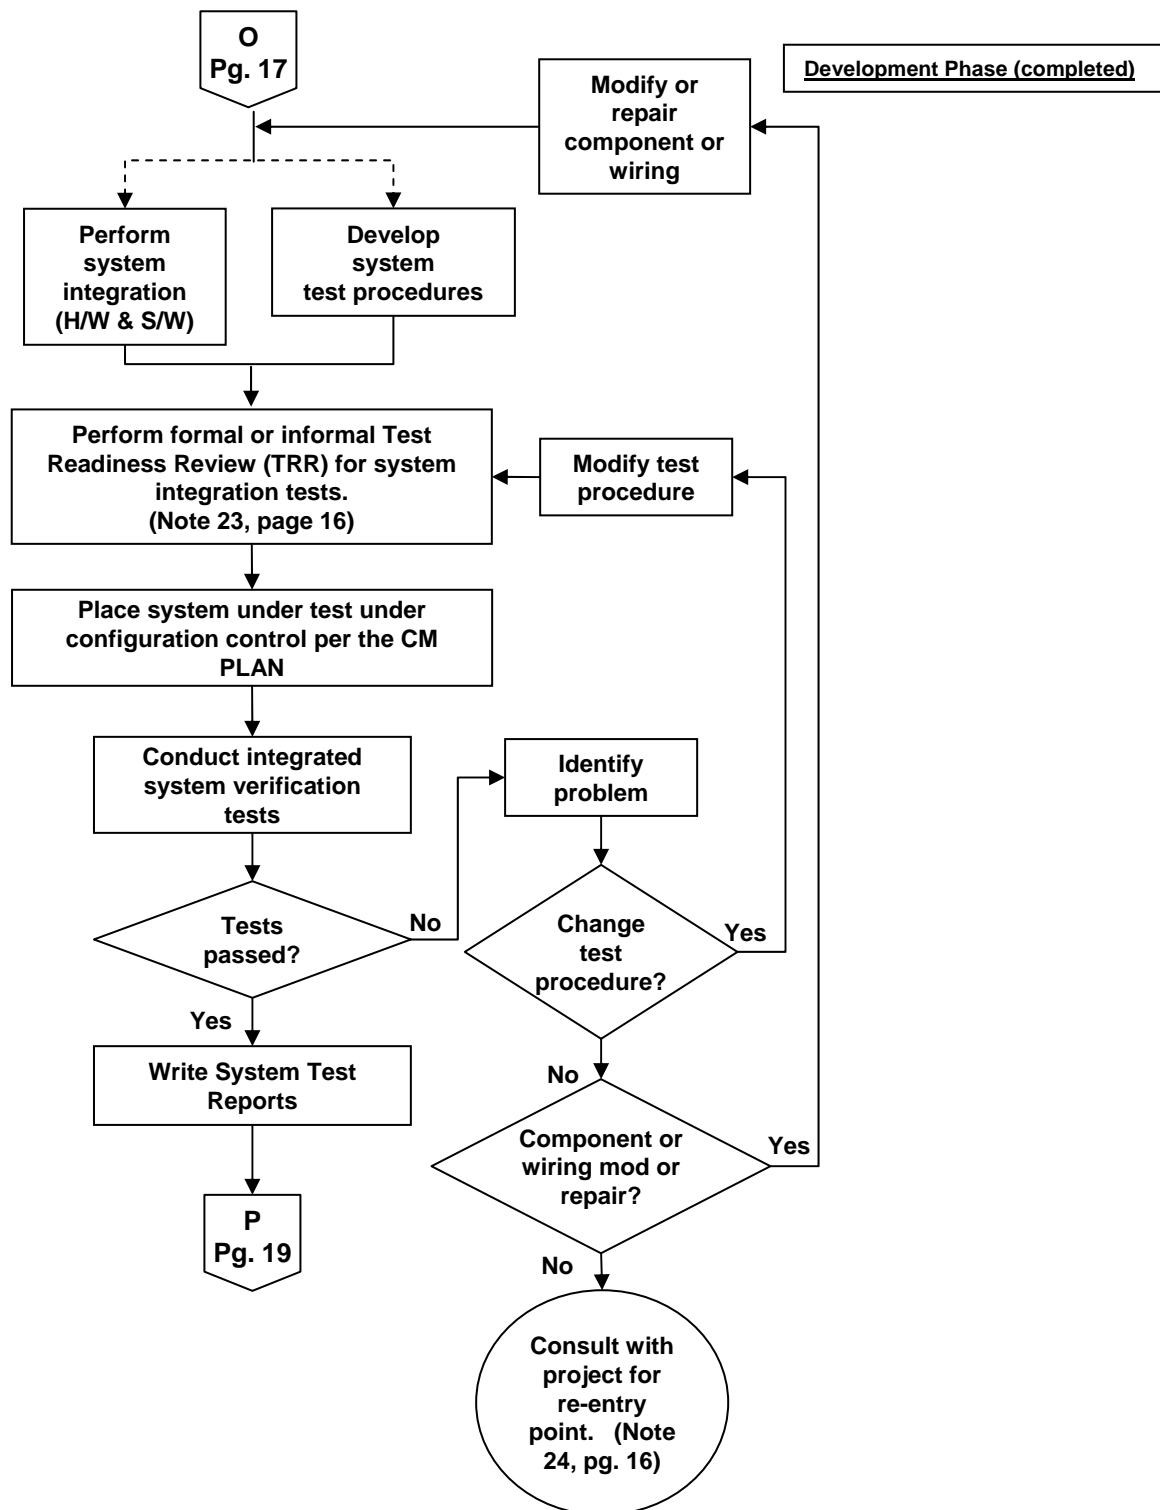 O
Pg. 17
Development Phase (completed)
Modify or
repair
component or
wiring
Perform
system
integration
(H/W & S/W)
Develop
system
test procedures
Perform formal or informal Test
Readiness Review (TRR) for system
integration tests.
(Note 23, page 16)
Modify test
procedure
Place system under test under
configuration control per the CM
PLAN
Conduct integrated
system verification
tests
Identify
problem
Tests
passed?
No
Change
test
procedure?
Yes
Yes
Write System Test
Reports
No
Component or
wiring mod or
repair?
Yes
P
Pg. 19
No
Consult with
project for
re-entry
point. (Note
24, pg. 16)